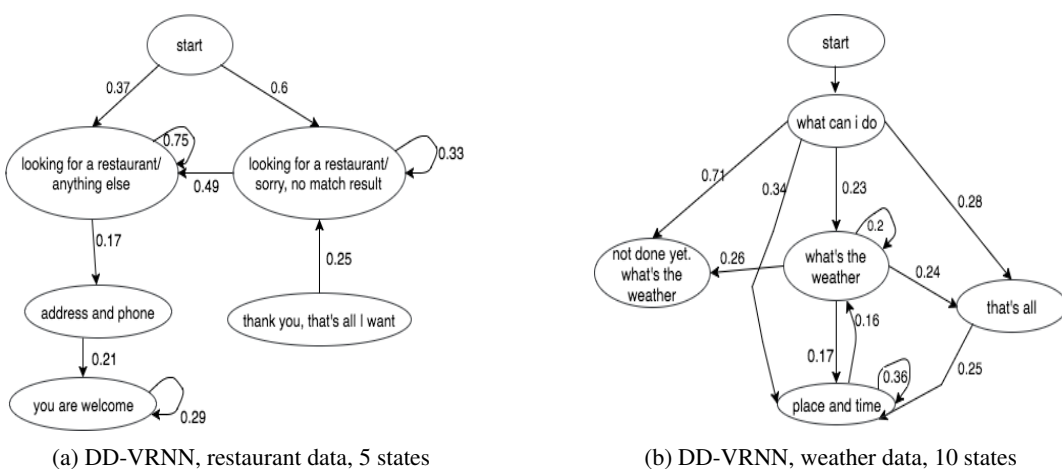 start
0.37
0.6
looking for a restaurant/
anything else
0.75
looking for a restaurant/
sorry, no match result
0.33
0.49
0.17
0.25
address and phone
thank you, that's all I want
0.21
you are welcome
0.29
(a) DD-VRNN, restaurant data, 5 states
start
what can i do
0.71
0.34
0.23
0.28
0.2
not done yet.
what's the
weather
0.26
what's the
weather
0.24
that's all
0.16
0.17
0.36
0.25
place and time
(b) DD-VRNN, weather data, 10 states